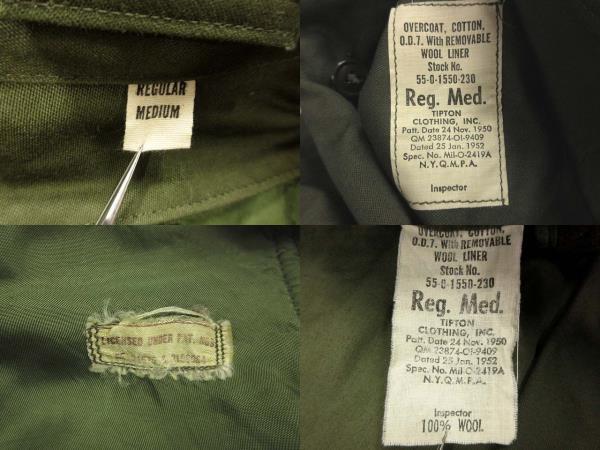 REGULAR
MEDIUM
OVERCOAT, COTTON,
O.D.7. With REMOVABLE
WOOL LINER
Stock No.
55-0-1550-230
Reg. Med.
TIPTON
CLOTHING, INC.
Patt. Date 24 Nov. 1950
QM 23874-OI-9409
Dated 25 Jan. 1952
Spec. No. Mil-O-2419A
N.Y.Q.M.P.A.
Inspector
LICENSED UNDER PAT. NOS.
OVERCOAT, COTTON,
O.D.7. With REMOVABLE
WOOL LINER
Stock No.
55-0-1550-230
Reg. Med.
TIPTON
CLOTHING, INC.
Patt. Date 24 Nov. 1950
QM 23874-OI-9409
Dated 25 Jan. 1952
Spec. No. Mil-O-2419A
N.Y.Q.M.P.A.
Inspector
100% WOOL